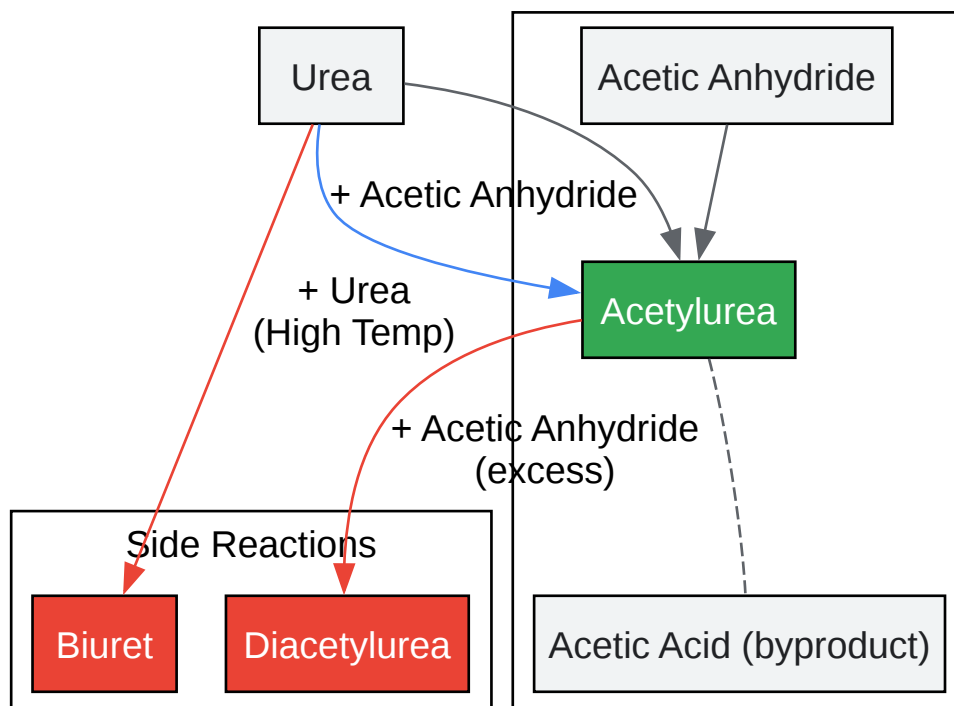 Urea
Acetic Anhydride
+ Acetic Anhydride
+ Urea
(High Temp)
Acetylurea
+ Acetic Anhydride
(excess)
Side Reactions
Biuret
Diacetylurea
Acetic Acid (byproduct)